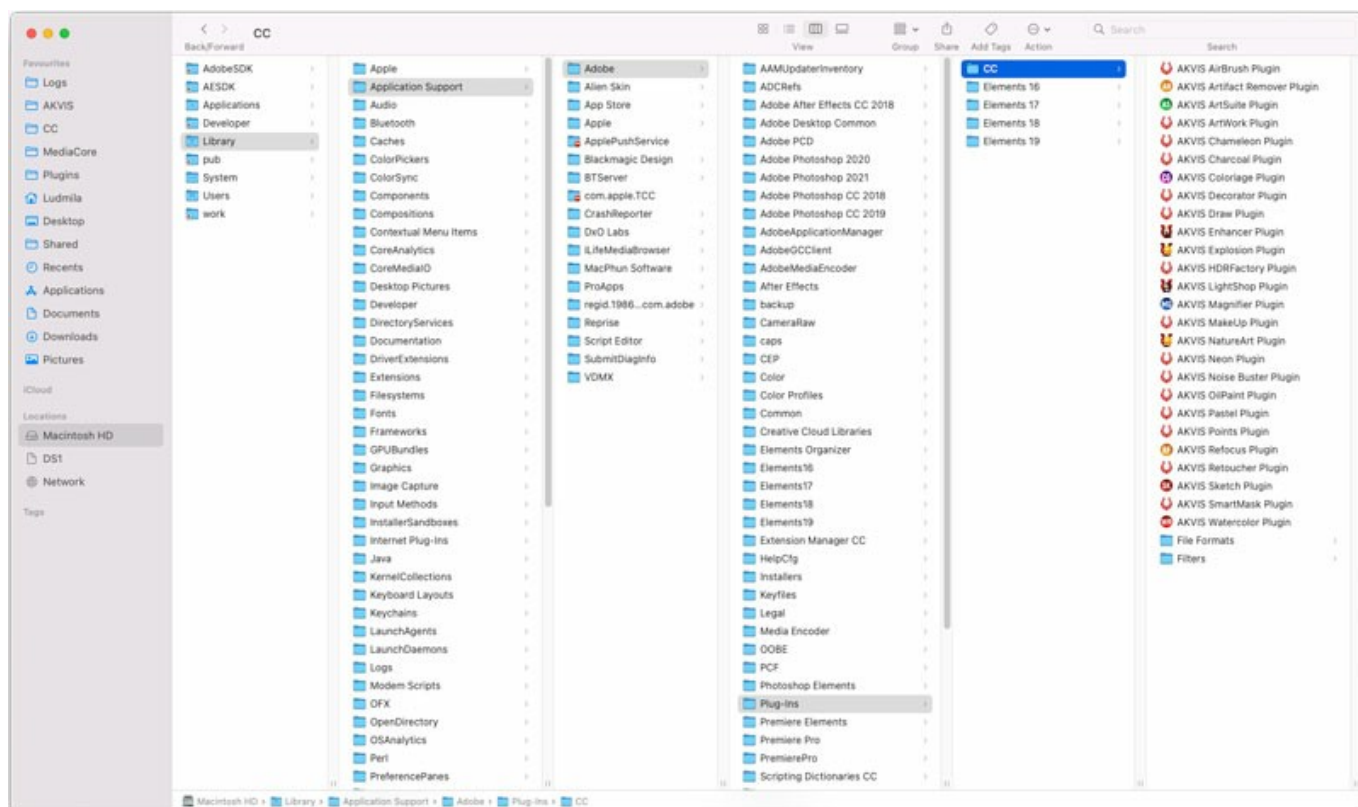 CC
Back/Forward
View
Group
Share
Add Tags
Action
Search
Search
Favourites
Logs
AKVIS
CC
MediaCore
Plugins
Ludmila
Desktop
Shared
Recents
Applications
Documents
Downloads
Pictures
iCloud
Locations
Macintosh HD
DS1
Network
Tags
AdobeSDK
AESDK
Applications
Developer
Library
pub
System
Users
work
Apple
Application Support
Audio
Bluetooth
Caches
ColorPickers
ColorSync
Components
Compositions
Contextual Menu Items
CoreAnalytics
CoreMediaIO
Desktop Pictures
Developer
DirectoryServices
Documentation
DriverExtensions
Extensions
Filesystems
Fonts
Frameworks
GPUBundles
Graphics
Image Capture
Input Methods
InstallerSandboxes
Internet Plug-Ins
Java
KernelCollections
Keyboard Layouts
Keychains
LaunchAgents
LaunchDaemons
Logs
Modem Scripts
OFX
OpenDirectory
OSAnalytics
Perl
PreferencePanes
Adobe
Alien Skin
App Store
Apple
ApplePushService
Blackmagic Design
BTServer
com.apple.TCC
CrashReporter
DxO Labs
iLifeMediaBrowser
MacPhun Software
ProApps
regid.1986...com.adobe
Reprise
Script Editor
SubmitDiagInfo
VDMX
AAMUpdaterInventory
ADCRefs
Adobe After Effects CC 2018
Adobe Desktop Common
Adobe PCD
Adobe Photoshop 2020
Adobe Photoshop 2021
Adobe Photoshop CC 2018
Adobe Photoshop CC 2019
AdobeApplicationManager
AdobeGCClient
AdobeMediaEncoder
After Effects
backup
CameraRaw
caps
CEP
Color
Color Profiles
Common
Creative Cloud Libraries
Elements Organizer
Elements16
Elements17
Elements18
Elements19
Extension Manager CC
HelpCfg
Installers
Keyfiles
Legal
Media Encoder
OOBE
PCF
Photoshop Elements
Plug-Ins
Premiere Elements
Premiere Pro
PremierePro
Scripting Dictionaries CC
CC
Elements 16
Elements 17
Elements 18
Elements 19
AKVIS AirBrush Plugin
AKVIS Artifact Remover Plugin
AKVIS ArtSuite Plugin
AKVIS ArtWork Plugin
AKVIS Chameleon Plugin
AKVIS Charcoal Plugin
AKVIS Coloriage Plugin
AKVIS Decorator Plugin
AKVIS Draw Plugin
AKVIS Enhancer Plugin
AKVIS Explosion Plugin
AKVIS HDRFactory Plugin
AKVIS LightShop Plugin
AKVIS Magnifier Plugin
AKVIS MakeUp Plugin
AKVIS NatureArt Plugin
AKVIS Neon Plugin
AKVIS Noise Buster Plugin
AKVIS OilPaint Plugin
AKVIS Pastel Plugin
AKVIS Points Plugin
AKVIS Refocus Plugin
AKVIS Retoucher Plugin
AKVIS Sketch Plugin
AKVIS SmartMask Plugin
AKVIS Watercolor Plugin
File Formats
Filters
Macintosh HD › Library › Application Support › Adobe › Plug-Ins › CC